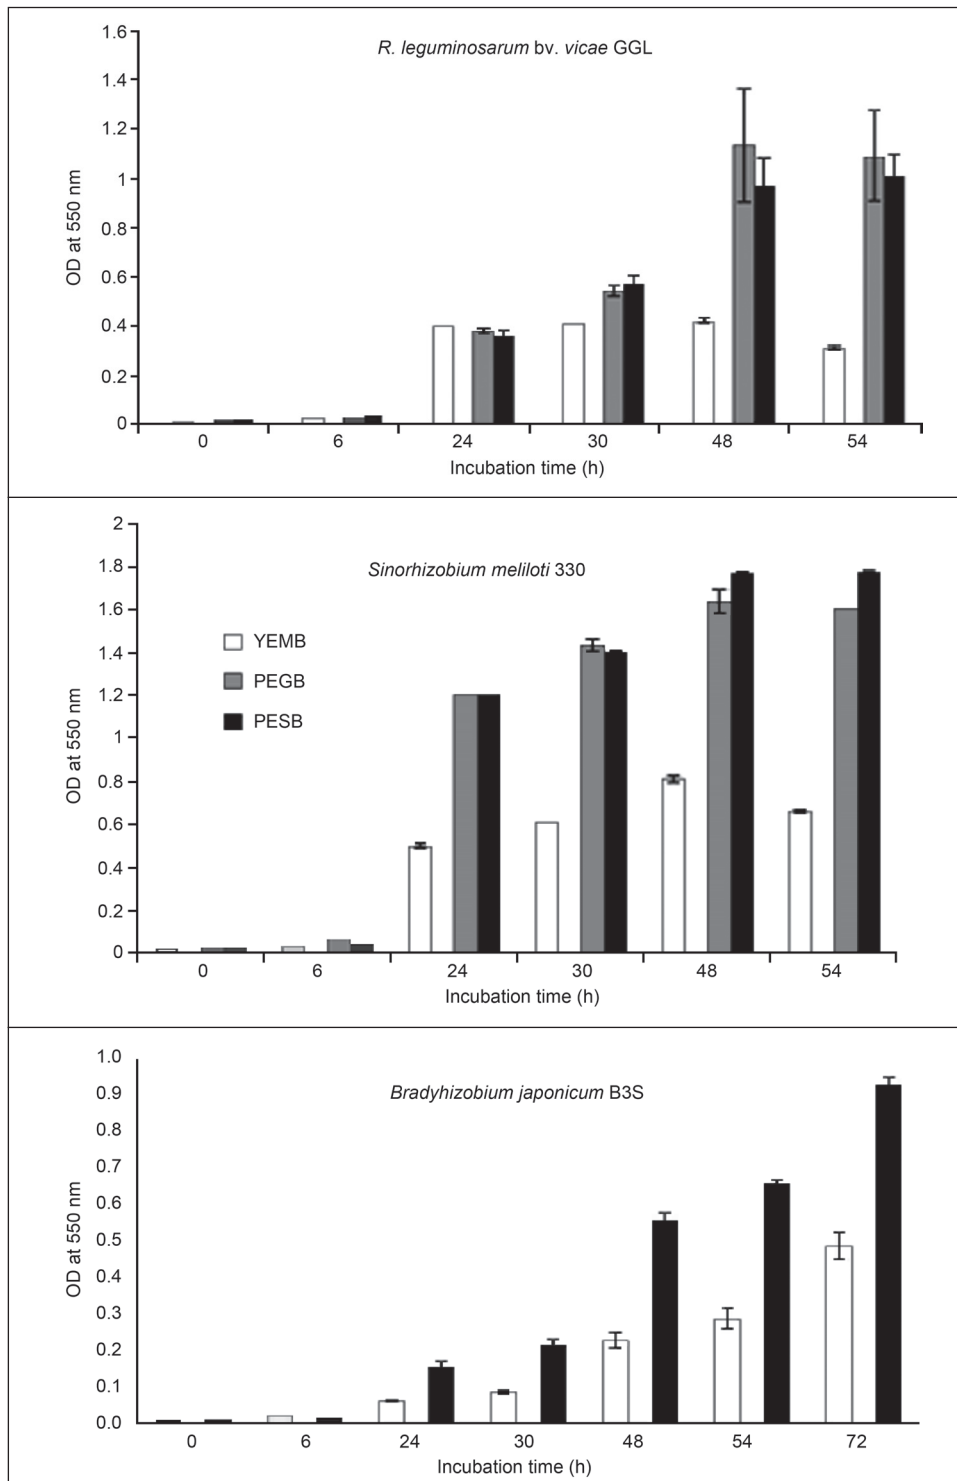 R. leguminosarum bv. vicae GGL
OD at 550 nm
1.6
1.4
1.2
1
0.8
0.6
0.4
0.2
0
0 6 24 30 48 54
Incubation time (h)
Sinorhizobium meliloti 330
YEMB
PEGB
PESB
OD at 550 nm
2
1.8
1.6
1.4
1.2
1
0.8
0.6
0.4
0.2
0
0 6 24 30 48 54
Incubation time (h)
Bradyhizobium japonicum B3S
OD at 550 nm
1.0
0.9
0.8
0.7
0.6
0.5
0.4
0.3
0.2
0.1
0.0
0 6 24 30 48 54 72
Incubation time (h)